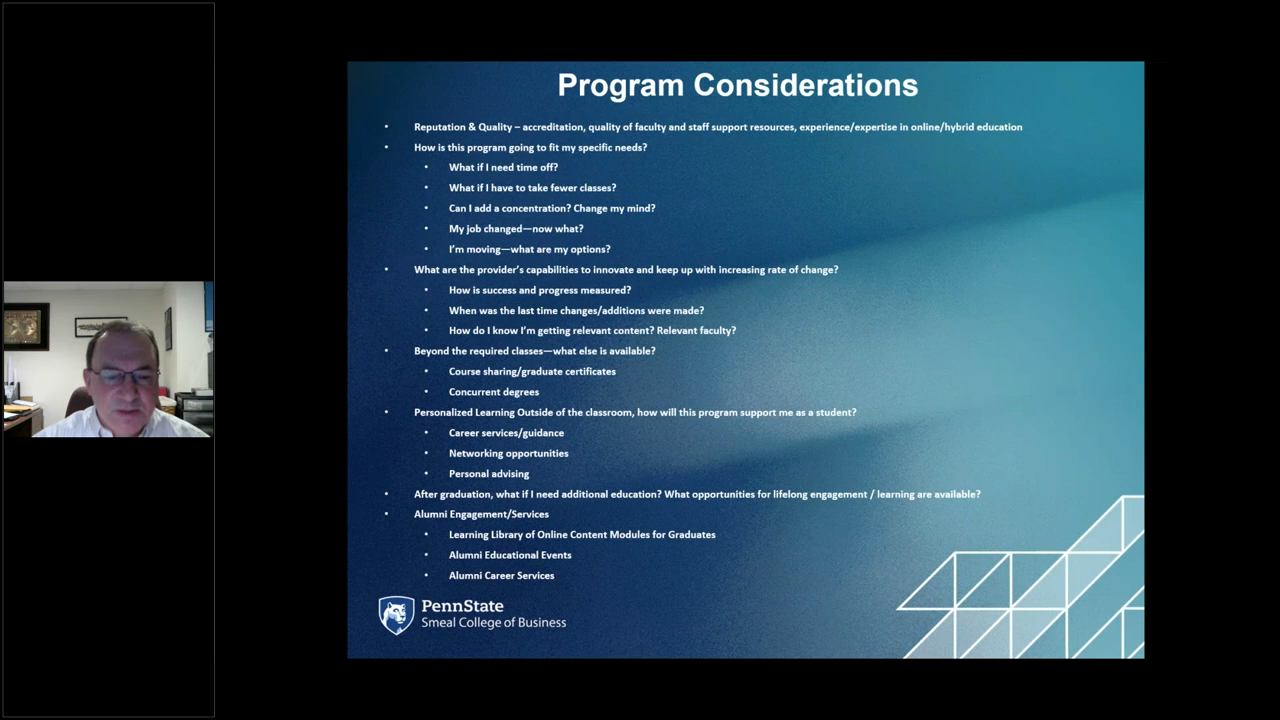 Program Considerations
• Reputation & Quality – accreditation, quality of faculty and staff support resources, experience/expertise in online/hybrid education
• How is this program going to fit my specific needs?
• What if I need time off?
• What if I have to take fewer classes?
• Can I add a concentration? Change my mind?
• My job changed—now what?
• I'm moving—what are my options?
• What are the provider's capabilities to innovate and keep up with increasing rate of change?
• How is success and progress measured?
• When was the last time changes/additions were made?
• How do I know I'm getting relevant content? Relevant faculty?
• Beyond the required classes—what else is available?
• Course sharing/graduate certificates
• Concurrent degrees
• Personalized Learning Outside of the classroom, how will this program support me as a student?
• Career services/guidance
• Networking opportunities
• Personal advising
• After graduation, what if I need additional education? What opportunities for lifelong engagement / learning are available?
• Alumni Engagement/Services
• Learning Library of Online Content Modules for Graduates
• Alumni Educational Events
• Alumni Career Services
PennState
Smeal College of Business